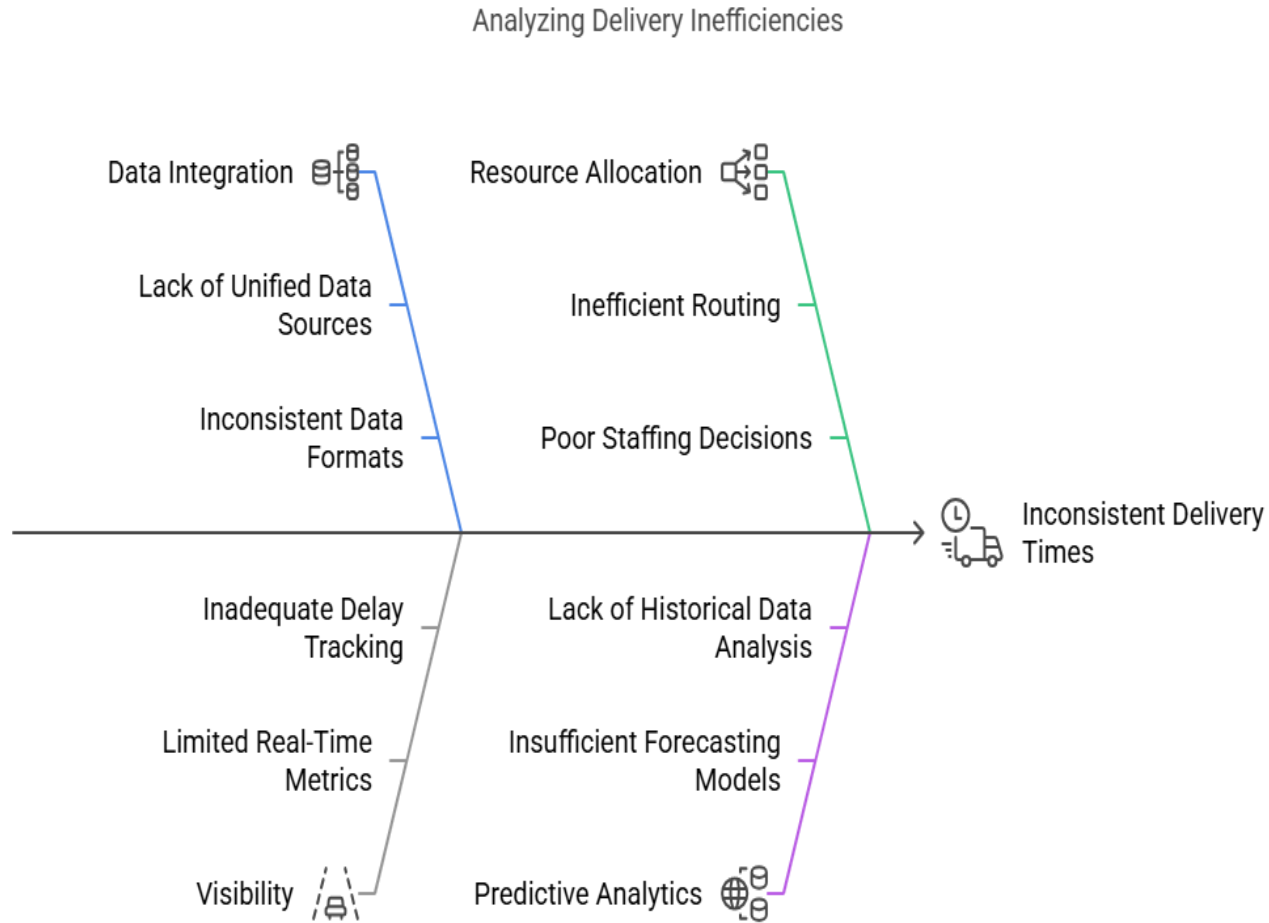 Analyzing Delivery Inefficiencies
Data Integration
Resource Allocation
Lack of Unified Data
Sources
Inefficient Routing
Inconsistent Data
Formats
Poor Staffing Decisions
Inconsistent Delivery
Times
Inadequate Delay
Tracking
Lack of Historical Data
Analysis
Limited Real-Time
Metrics
Insufficient Forecasting
Models
Visibility
Predictive Analytics